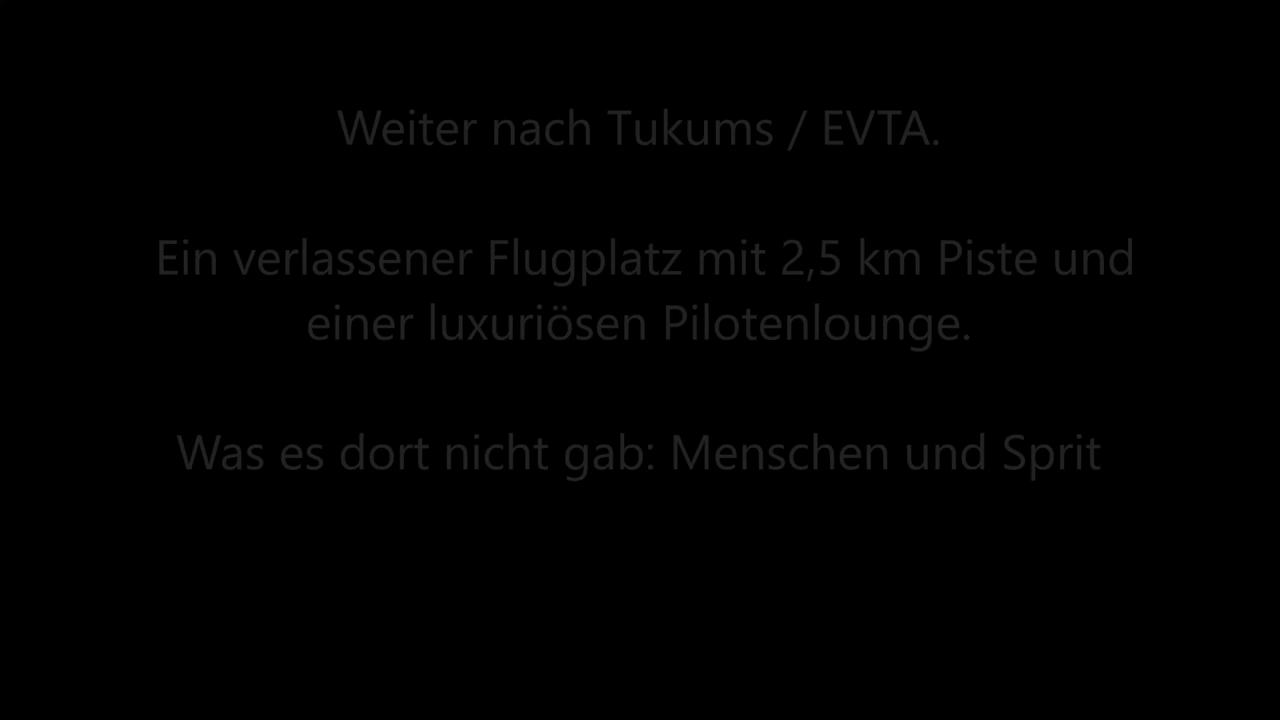 Weiter nach Tukums / EVTA.
Ein verlassener Flugplatz mit 2,5 km Piste und
einer luxuriösen Pilotenlounge.
Was es dort nicht gab: Menschen und Sprit